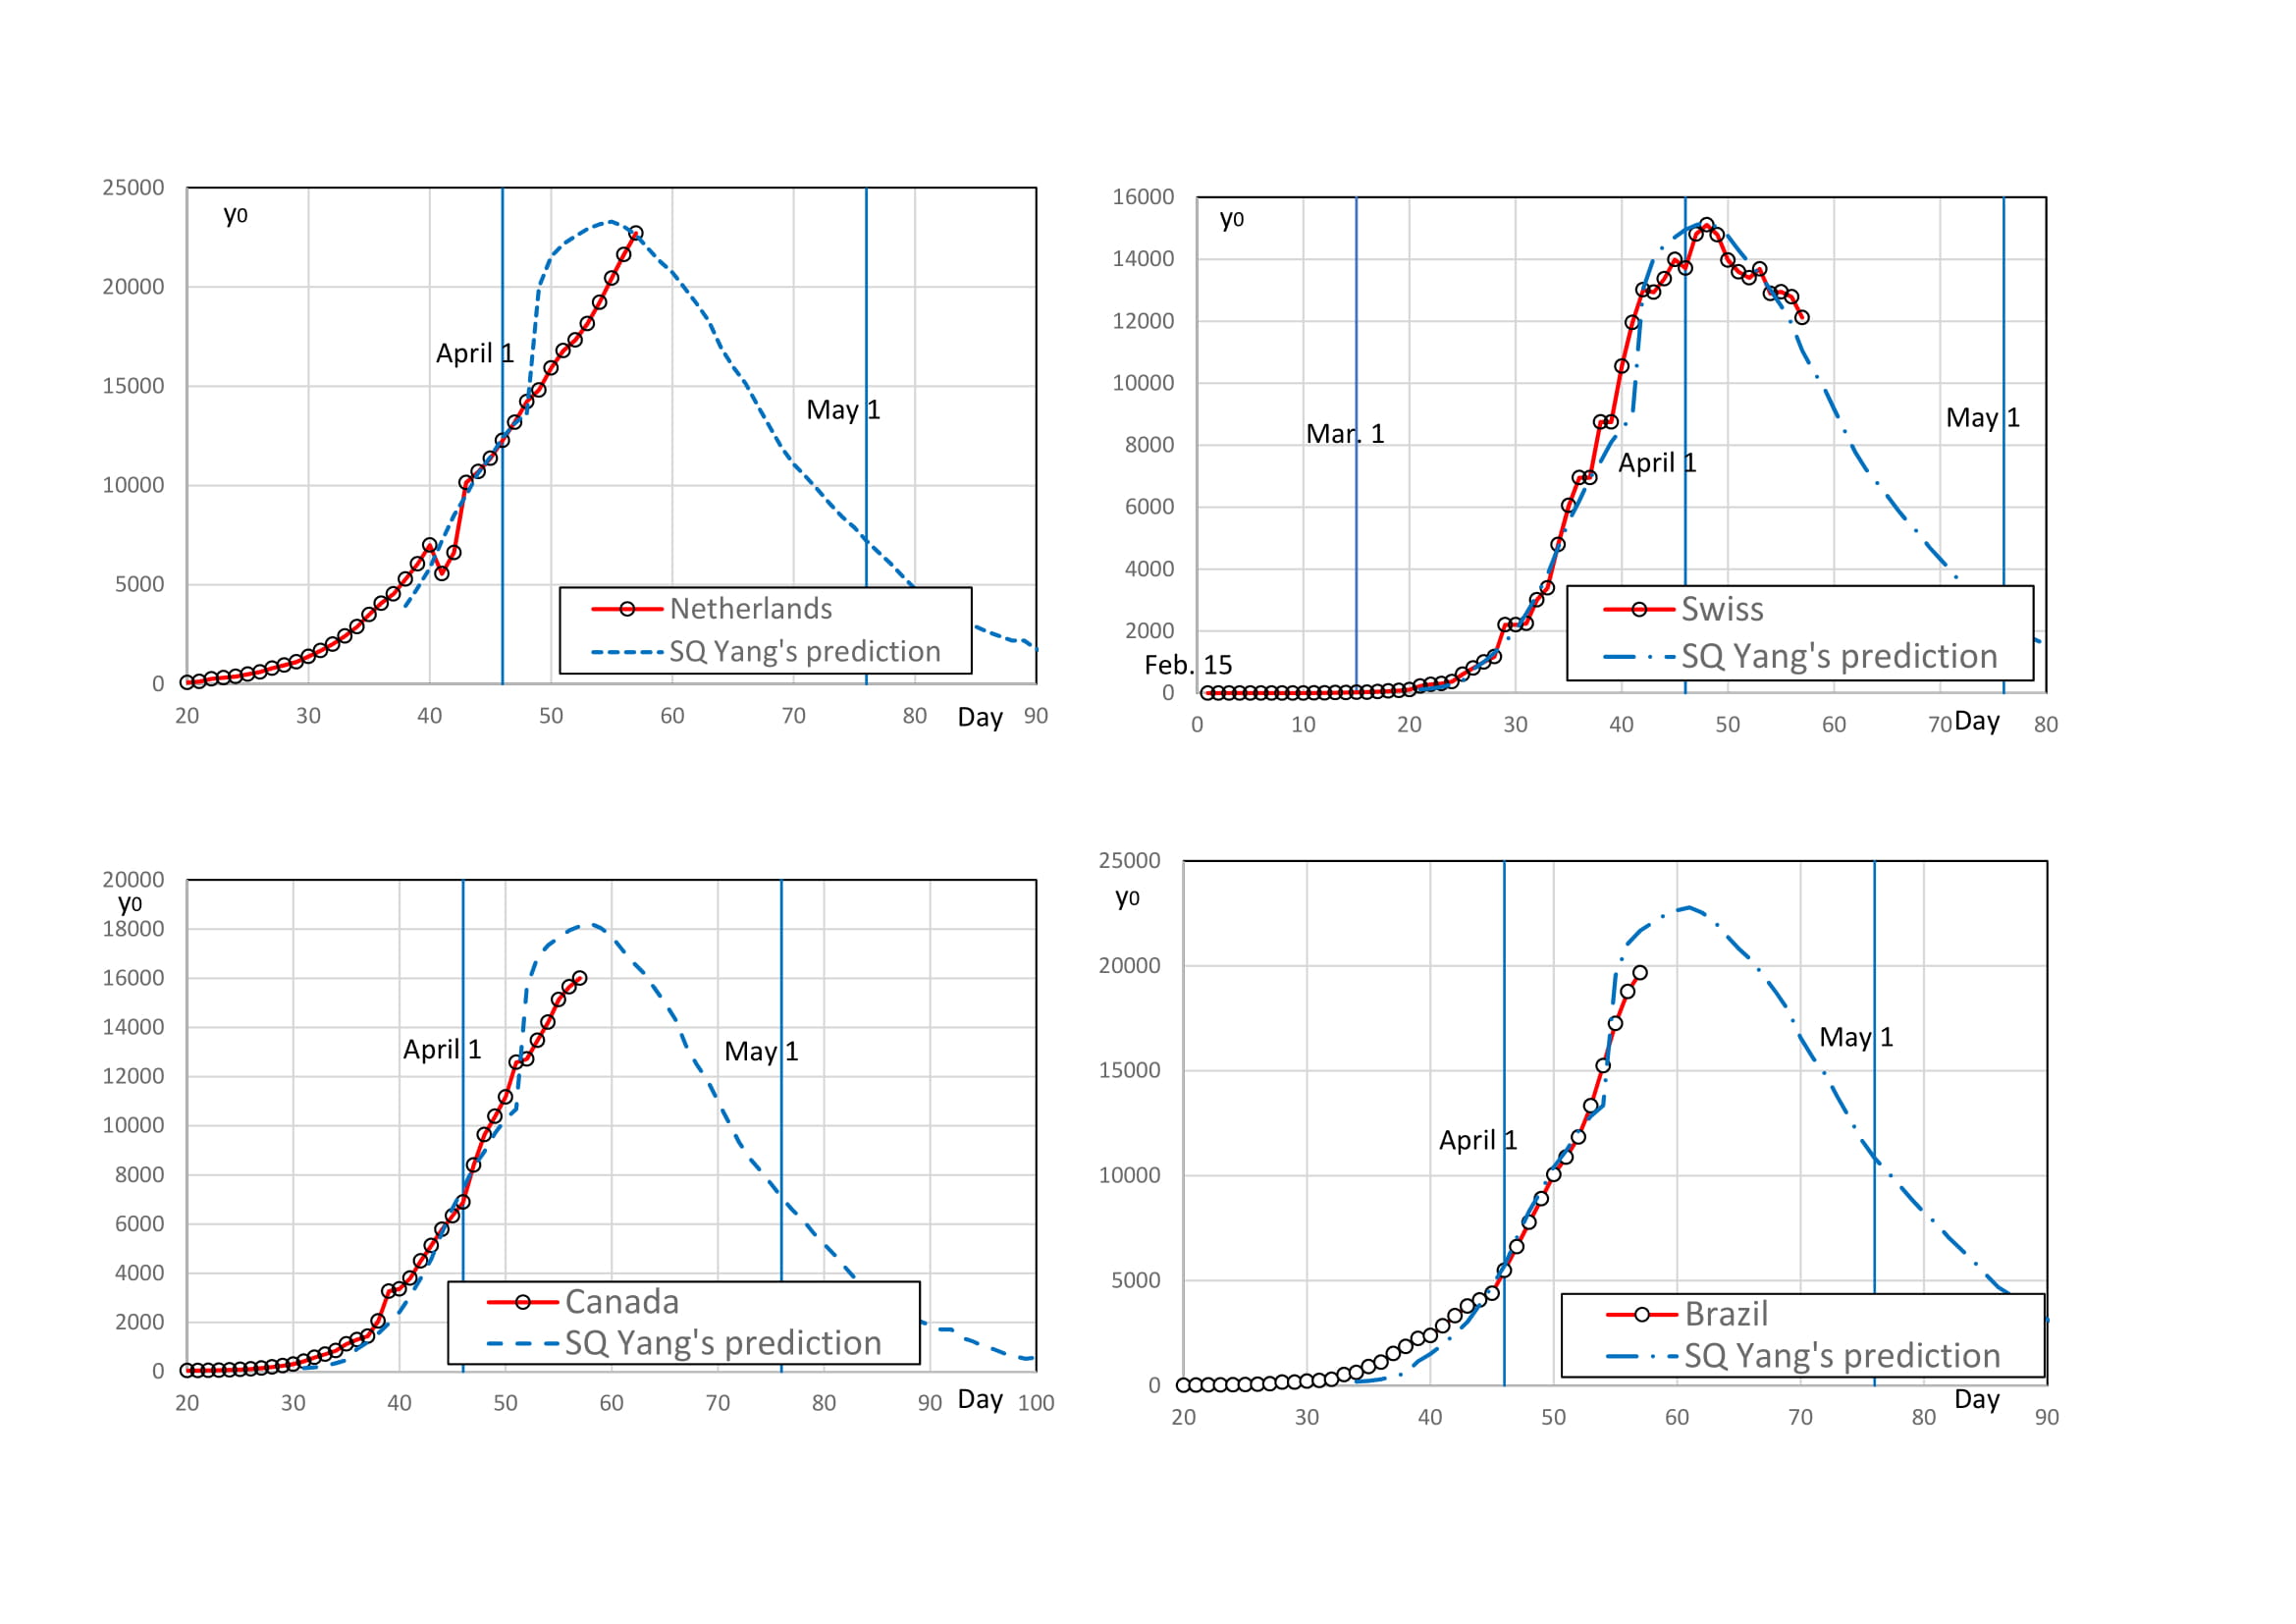 25000
y0
20000
April 1
15000
May 1
10000
5000
Netherlands
SQ Yang's prediction
0
20 30 40 50 60 70 80 Day 90
16000
y0
14000
12000
10000
Mar. 1
8000
April 1
May 1
6000
4000
Swiss
2000
SQ Yang's prediction
Feb. 15
0
0 10 20 30 40 50 60 70 Day 80
20000
y0
18000
16000
14000
April 1
May 1
12000
10000
8000
6000
4000
Canada
2000
SQ Yang's prediction
0
20 30 40 50 60 70 80 90 Day 100
25000
y0
20000
May 1
15000
April 1
10000
5000
Brazil
SQ Yang's prediction
0
Day
20 30 40 50 60 70 80 90